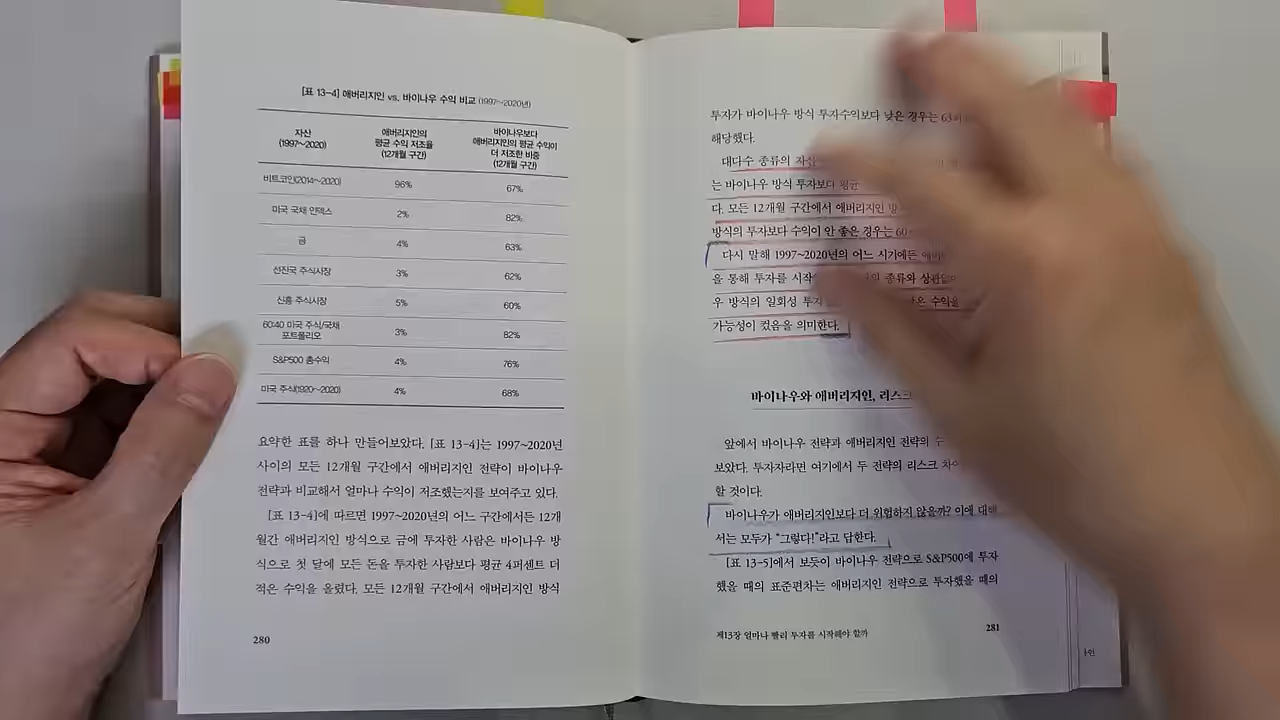 [표 13-4] 애버리지인 vs. 바이나우 수익 비교 (1997~2020년)
자산 (1997~2020) 애버리지인의 평균 수익 저조율 (12개월 구간) 바이나우보다 애버리지인의 평균 수익이 더 저조한 비중 (12개월 구간)
비트코인(2014~2020) 96% 67%
미국 국채 인덱스 2% 82%
금 4% 63%
선진국 주식시장 3% 62%
신흥 주식시장 5% 60%
60:40 미국 주식/국채 포트폴리오 3% 82%
S&P500 총수익 4% 76%
미국 주식(1920~2020) 4% 68%
요약한 표를 하나 만들어보았다. [표 13-4]는 1997~2020년
사이의 모든 12개월 구간에서 애버리지인 전략이 바이나우
전략과 비교해서 얼마나 수익이 저조했는지를 보여주고 있다.
[표 13-4]에 따르면 1997~2020년의 어느 구간에서든 12개
월간 애버리지인 방식으로 금에 투자한 사람은 바이나우 방
식으로 첫 달에 모든 돈을 투자한 사람보다 평균 4퍼센트 더
적은 수익을 올렸다. 모든 12개월 구간에서 애버리지인 방식
280
투자가 바이나우 방식 투자수익보다 낮은 경우는 63
해당했다.
대다수 종류의 자산
는 바이나우 방식 투자보다 평균
다. 모든 12개월 구간에서 애버리지인 방
방식의 투자보다 수익이 안 좋은 경우는 60
다시 말해 1997~2020년의 어느 시기에든
을 통해 투자를 시작 종류와 상관없
우 방식의 일회성 투자 수익을
가능성이 컸음을 의미한다.
바이나우와 애버리지인, 리스크
앞에서 바이나우 전략과 애버리지인 전략의 수
보았다. 투자자라면 여기에서 두 전략의 리스크 차
할 것이다.
바이나우가 애버리지인보다 더 위험하지 않을까? 이에 대해
서는 모두가 "그렇다!"라고 답한다.
[표 13-5]에서 보듯이 바이나우 전략으로 S&P500에 투자
했을 때의 표준편차는 애버리지인 전략으로 투자했을 때의
제13장 얼마나 빨리 투자를 시작해야 할까
281